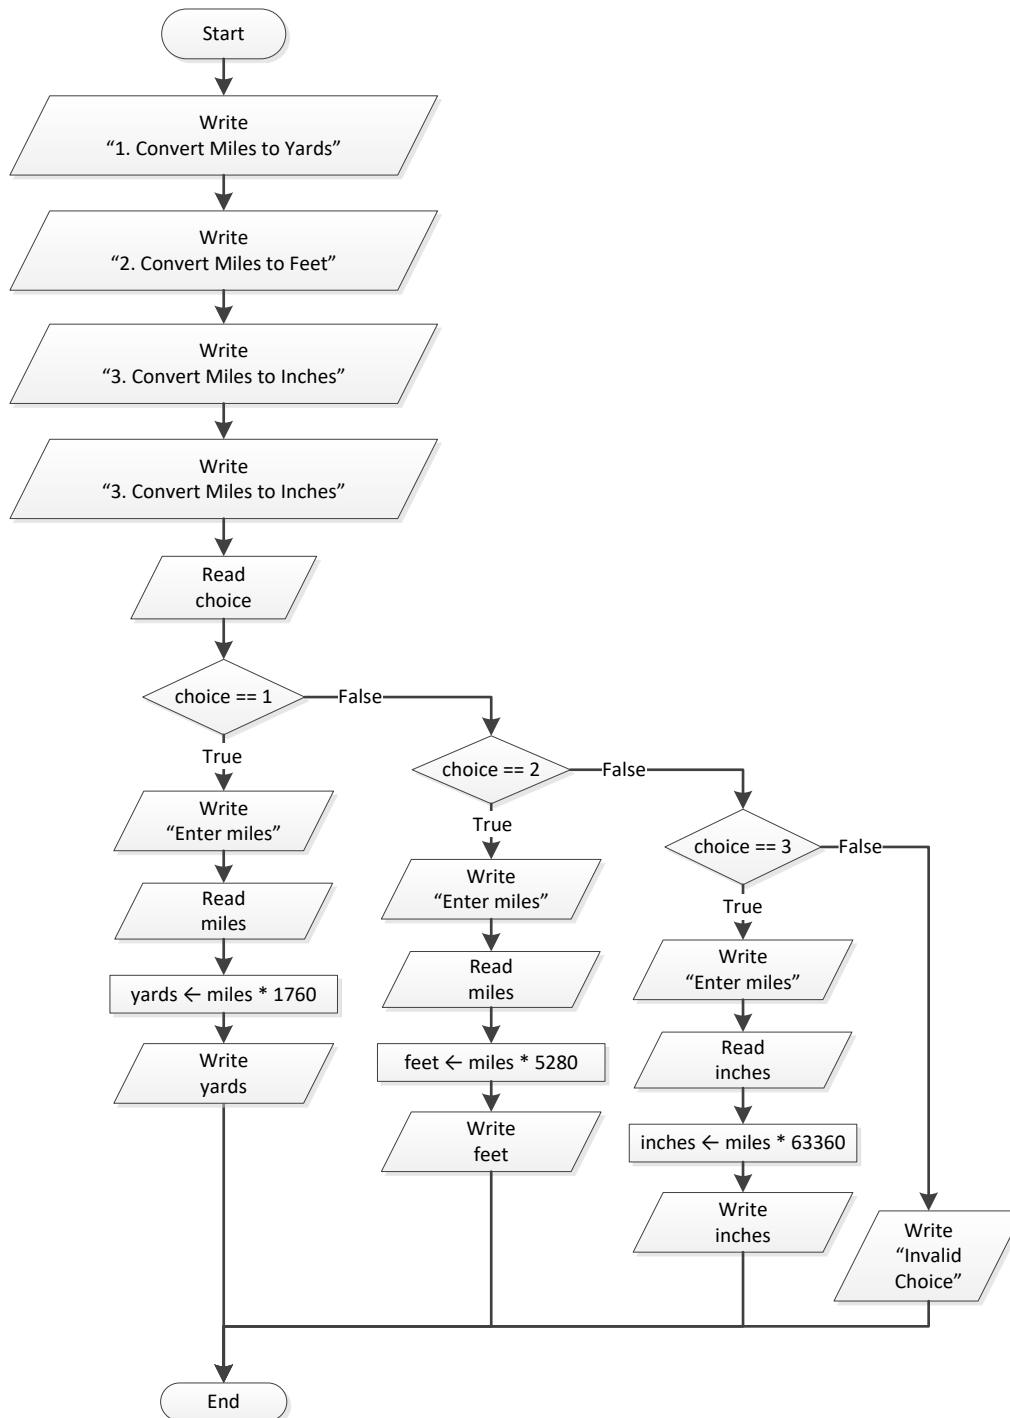 Start
Write
“1. Convert Miles to Yards”
Write
“2. Convert Miles to Feet”
Write
“3. Convert Miles to Inches”
Write
“3. Convert Miles to Inches”
Read
choice
choice == 1
False
True
Write
“Enter miles”
Read
miles
yards ← miles * 1760
Write
yards
choice == 2
False
True
Write
“Enter miles”
Read
miles
feet ← miles * 5280
Write
feet
choice == 3
False
True
Write
“Enter miles”
Read
inches
inches ← miles * 63360
Write
inches
Write
“Invalid
Choice”
End